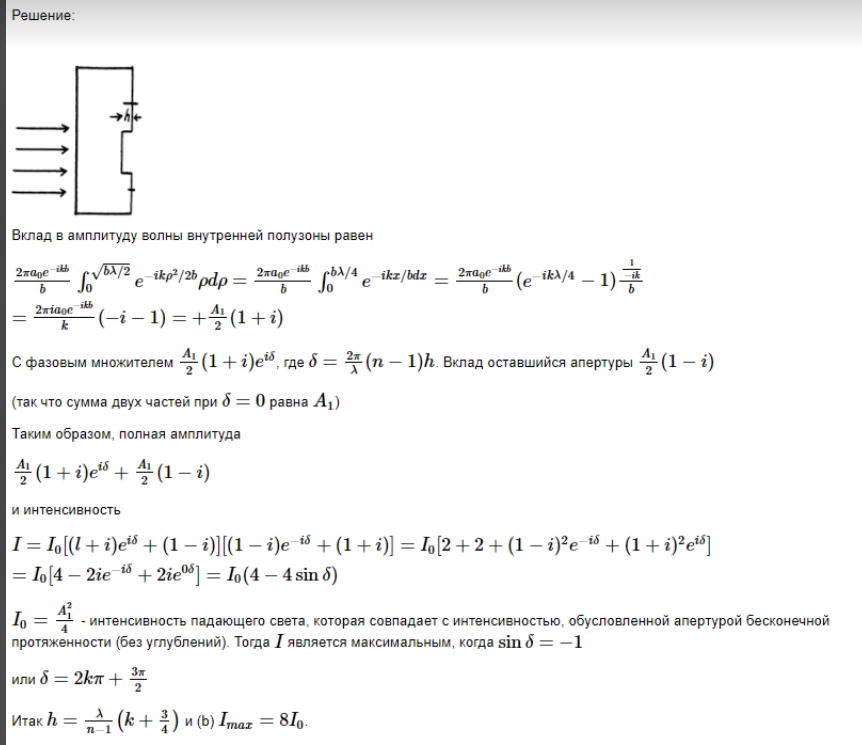 Решение:
h
Вклад в амплитуду волны внутренней полузоны равен
\frac{2\pi a_0 e^{-ikb}}{b} \int_0^{\sqrt{b\lambda/2}} e^{-ik\rho^2/2b} \rho d\rho = \frac{2\pi a_0 e^{-ikb}}{b} \int_0^{b\lambda/4} e^{-ikx/bdx} = \frac{2\pi a_0 e^{-ikb}}{b} (e^{-ik\lambda/4} - 1) \frac{\frac{1}{-ik}}{b}
= \frac{2\pi i a_0 e^{-ikb}}{k} (-i - 1) = +\frac{A_1}{2} (1 + i)
С фазовым множителем \frac{A_1}{2} (1 + i)e^{i\delta}, где \delta = \frac{2\pi}{\lambda} (n - 1)h. Вклад оставшийся апертуры \frac{A_1}{2} (1 - i)
(так что сумма двух частей при \delta = 0 равна A_1)
Таким образом, полная амплитуда
\frac{A_1}{2} (1 + i)e^{i\delta} + \frac{A_1}{2} (1 - i)
и интенсивность
I = I_0[(l + i)e^{i\delta} + (1 - i)][(1 - i)e^{-i\delta} + (1 + i)] = I_0[2 + 2 + (1 - i)^2 e^{-i\delta} + (1 + i)^2 e^{i\delta}]
= I_0[4 - 2ie^{-i\delta} + 2ie^{0\delta}] = I_0(4 - 4 \sin \delta)
I_0 = \frac{A_1^2}{4} - интенсивность падающего света, которая совпадает с интенсивностью, обусловленной апертурой бесконечной
протяженности (без углублений). Тогда I является максимальным, когда \sin \delta = -1
или \delta = 2k\pi + \frac{3\pi}{2}
Итак h = \frac{\lambda}{n-1} (k + \frac{3}{4}) и (b) I_{max} = 8I_0.